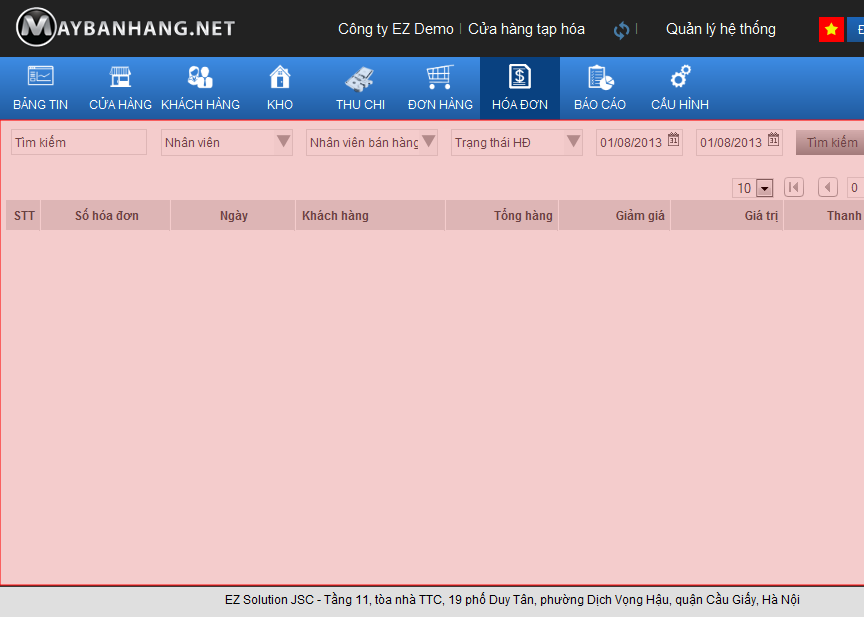 MAYBANHANG.NET
Công ty EZ Demo | Cửa hàng tạp hóa | Quản lý hệ thống
BẢNG TIN CỬA HÀNG KHÁCH HÀNG KHO THU CHI ĐƠN HÀNG HÓA ĐƠN BÁO CÁO CẤU HÌNH
Tìm kiếm Nhân viên Nhân viên bán hàng Trạng thái HĐ 01/08/2013 01/08/2013 Tìm kiếm
10 0
STT Số hóa đơn Ngày Khách hàng Tổng hàng Giảm giá Giá trị Thanh
EZ Solution JSC - Tầng 11, tòa nhà TTC, 19 phố Duy Tân, phường Dịch Vọng Hậu, quận Cầu Giấy, Hà Nội